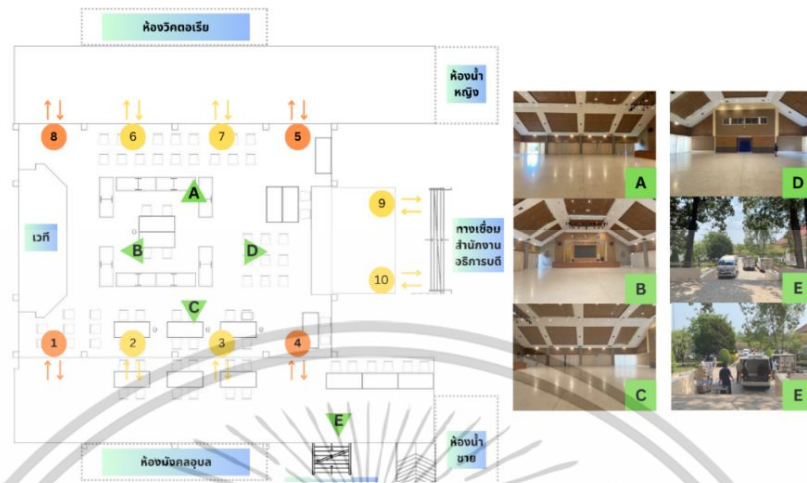 ห้องวิคตอเรีย
ห้องน้ำ
หญิง
8
6
7
5
A
9
เวที
B
D
ทางเชื่อม
สำนักงาน
อธิการบดี
10
C
1
2
3
4
E
ห้องมังคลอุบล
ห้องน้ำ
ชาย
A
D
B
E
C
E